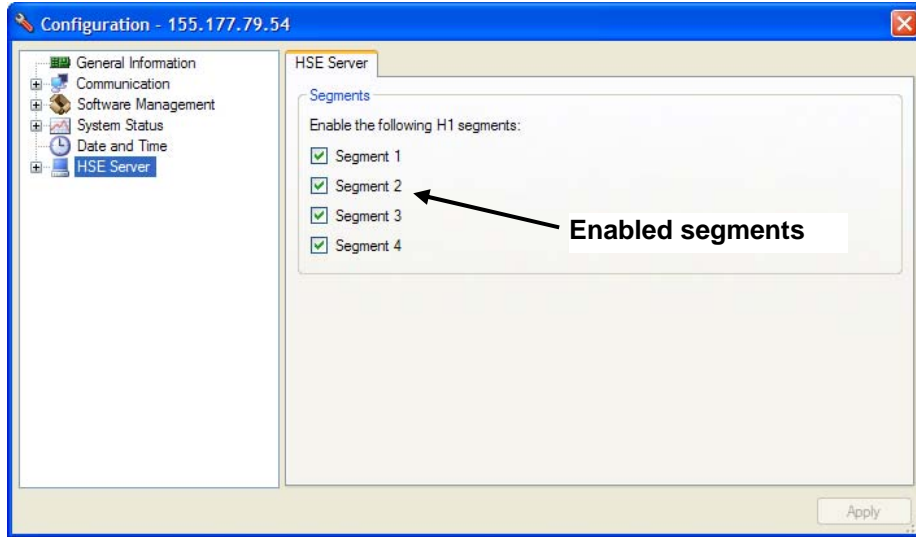 Configuration - 155.177.79.54
General Information
Communication
Software Management
System Status
Date and Time
HSE Server
HSE Server
Segments
Enable the following H1 segments:
Segment 1
Segment 2
Segment 3
Segment 4
Enabled segments
Apply